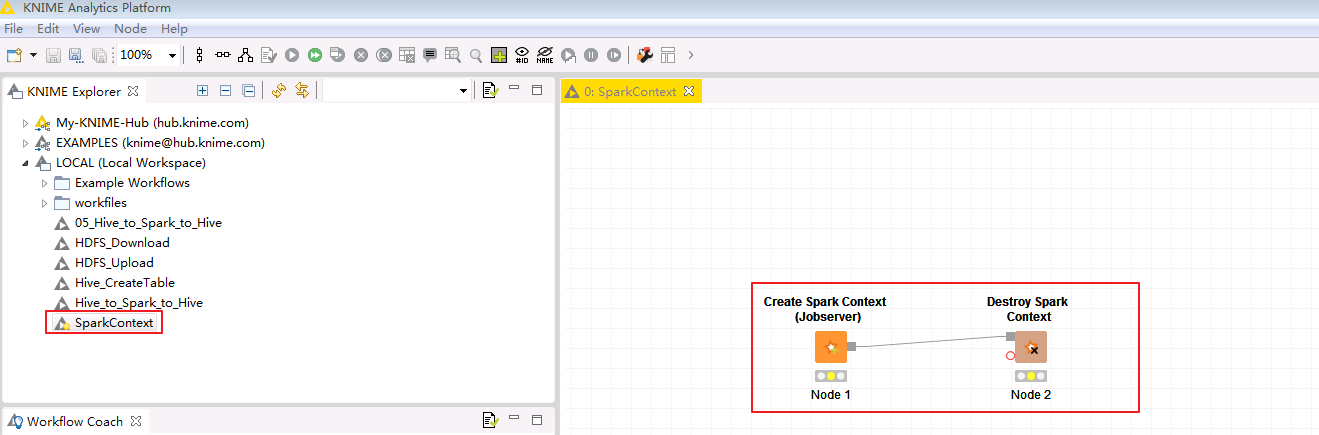 KNIME Analytics Platform
File Edit View Node Help
100% #ID NAME
KNIME Explorer
0: SparkContext
My-KNIME-Hub (hub.knime.com)
EXAMPLES (knime@hub.knime.com)
LOCAL (Local Workspace)
Example Workflows
workfiles
05_Hive_to_Spark_to_Hive
HDFS_Download
HDFS_Upload
Hive_CreateTable
Hive_to_Spark_to_Hive
SparkContext
Create Spark Context
(Jobserver)
Node 1
Destroy Spark
Context
Node 2
Workflow Coach